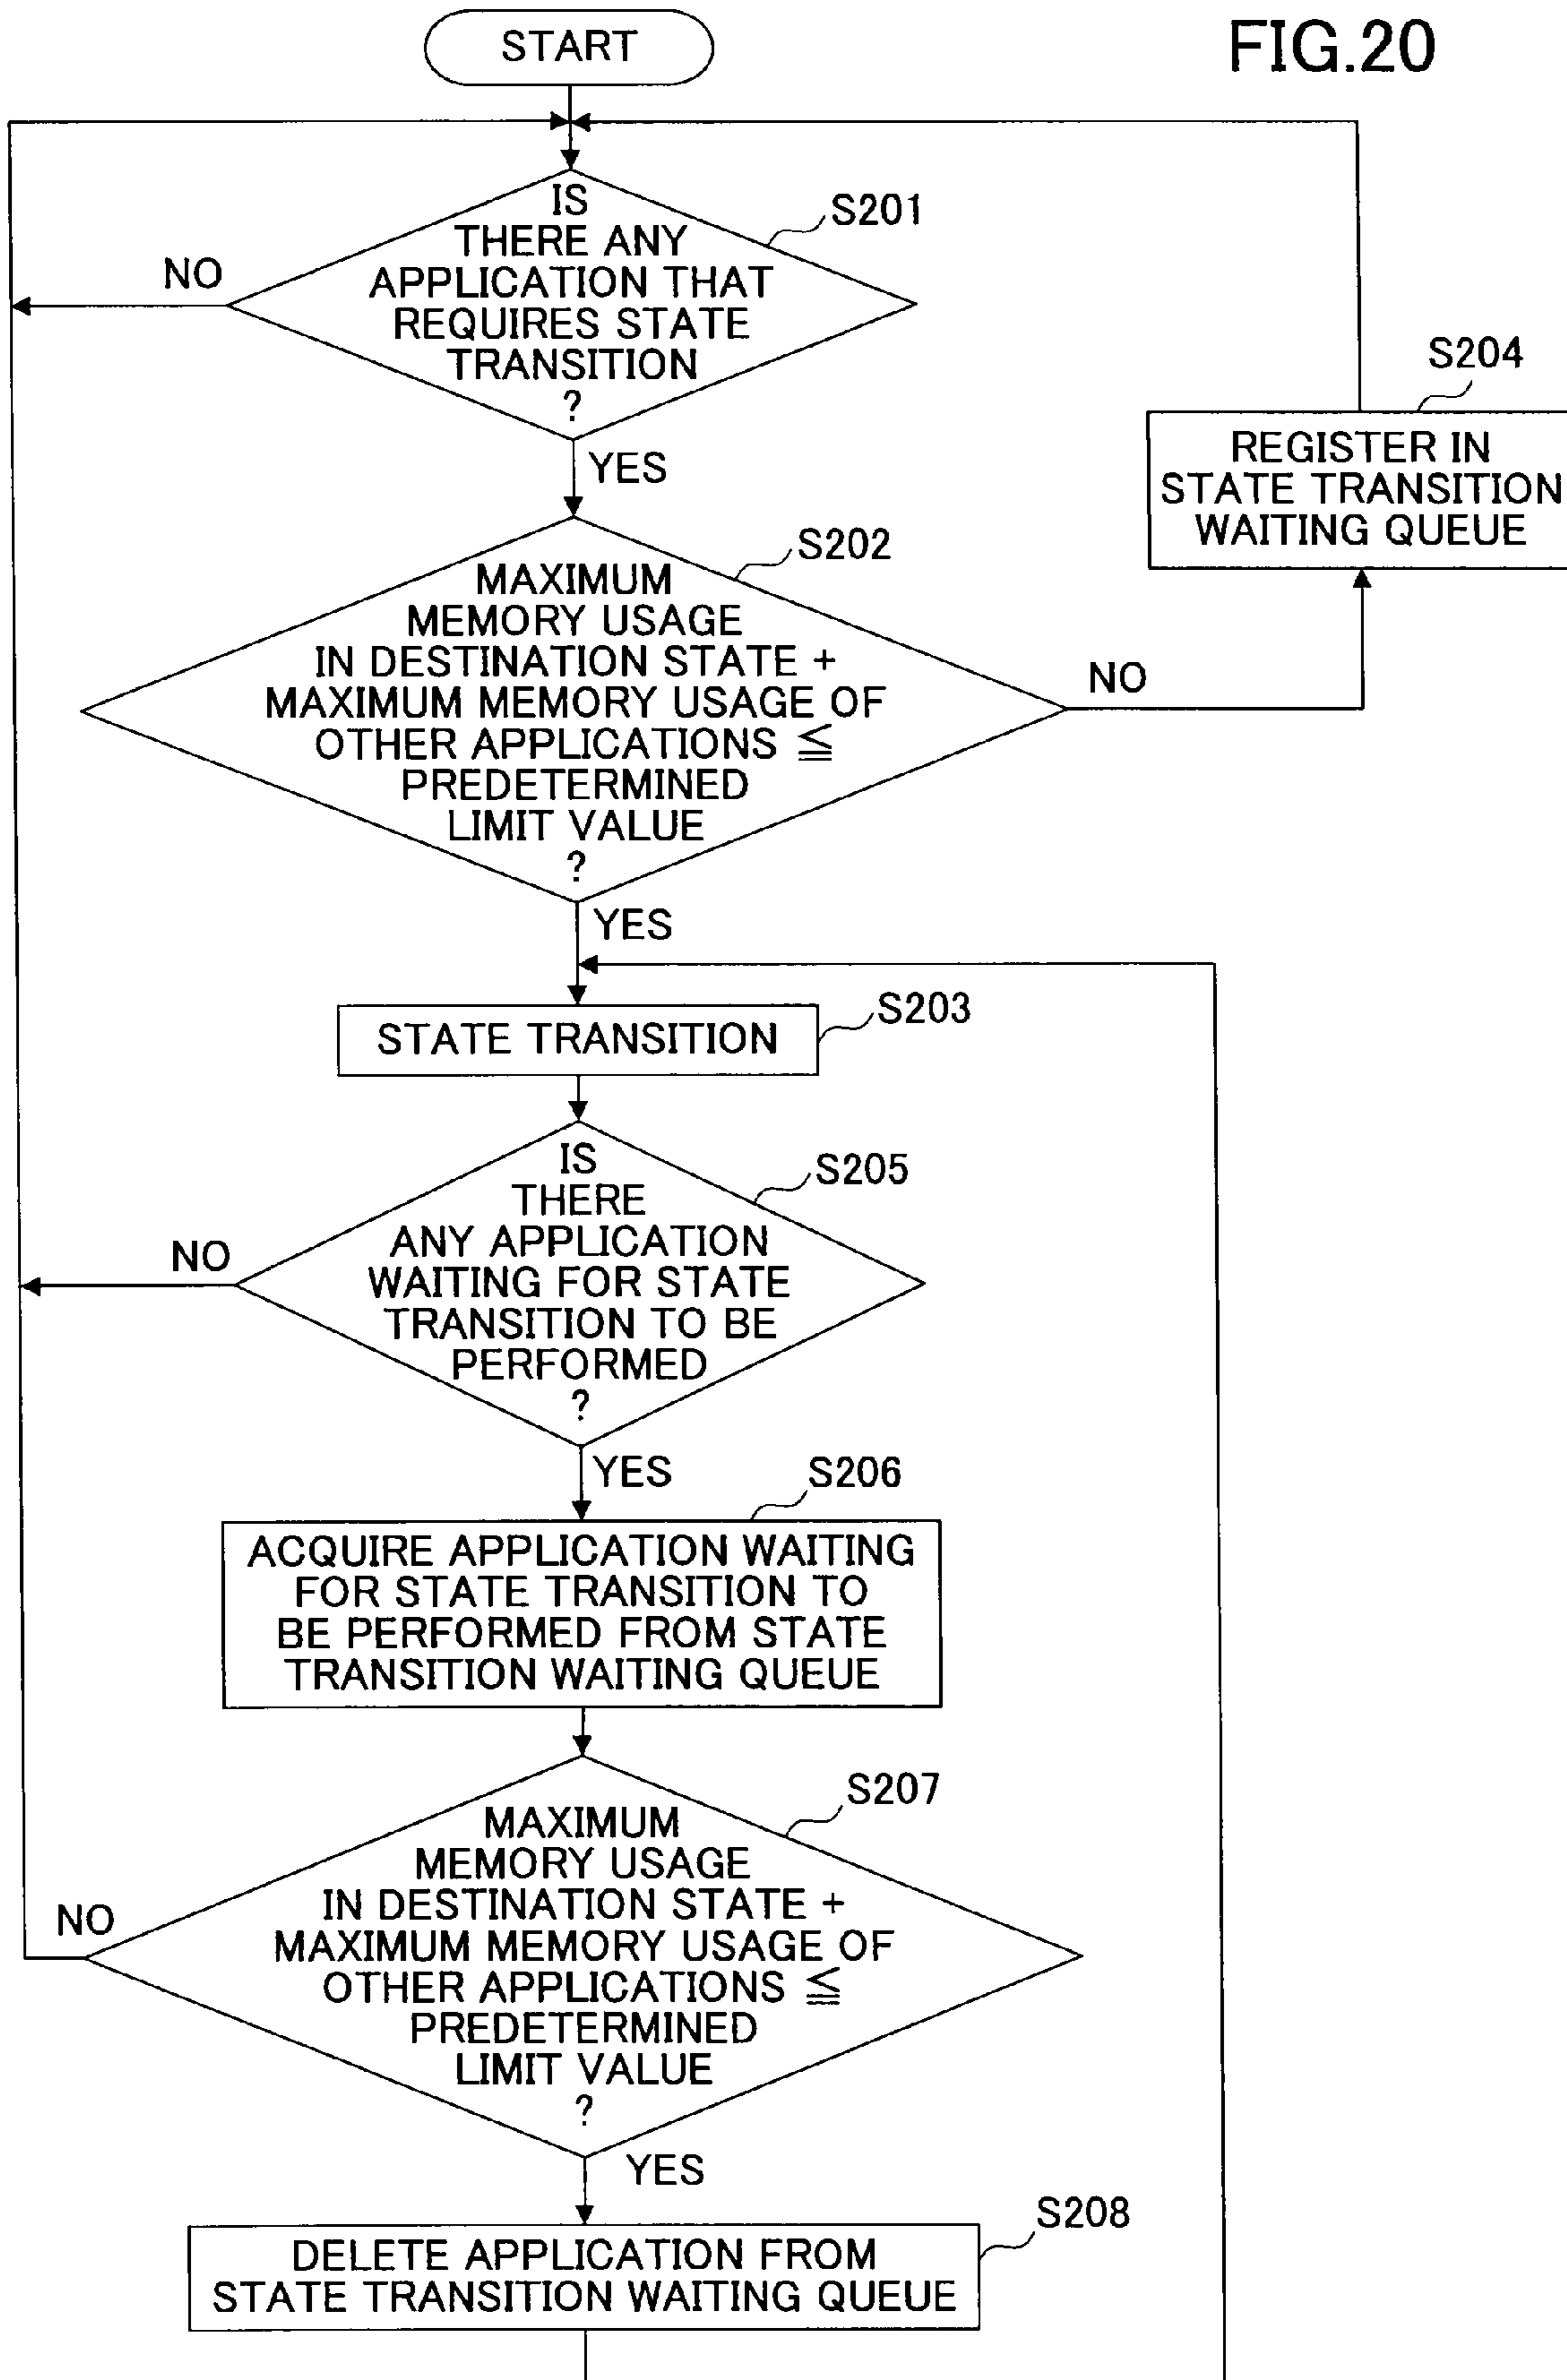 FIG.20
START
IS
THERE ANY
APPLICATION THAT
REQUIRES STATE
TRANSITION
?
S201
NO
YES
S204
REGISTER IN
STATE TRANSITION
WAITING QUEUE
S202
MAXIMUM
MEMORY USAGE
IN DESTINATION STATE +
MAXIMUM MEMORY USAGE OF
OTHER APPLICATIONS ≦
PREDETERMINED
LIMIT VALUE
?
NO
YES
S203
STATE TRANSITION
S205
IS
THERE
ANY APPLICATION
WAITING FOR STATE
TRANSITION TO BE
PERFORMED
?
NO
YES
S206
ACQUIRE APPLICATION WAITING
FOR STATE TRANSITION TO
BE PERFORMED FROM STATE
TRANSITION WAITING QUEUE
S207
MAXIMUM
MEMORY USAGE
IN DESTINATION STATE +
MAXIMUM MEMORY USAGE OF
OTHER APPLICATIONS ≦
PREDETERMINED
LIMIT VALUE
?
NO
YES
S208
DELETE APPLICATION FROM
STATE TRANSITION WAITING QUEUE